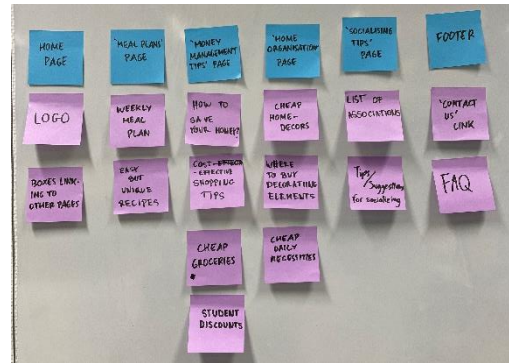 HOME
PAGE
'MEAL PLANS'
PAGE
'MONEY
MANAGEMENT
TIPS' PAGE
'HOME
ORGANISATION'
PAGE
'SOCIALISING
TIPS'
PAGE
FOOTER
LOGO
WEEKLY
MEAL
PLAN
HOW TO
SAVE
YOUR MONEY?
CHEAP
HOME-
DECORS
LIST OF
ASSOCIATIONS
'CONTACT
US'
LINK
BOXES LINK-
ING TO
OTHER PAGES
EASY
BUT
UNIQUE
RECIPES
COST-
-EFFECTIVE
SHOPPING
TIPS
WHERE
TO BUY
DECORATING
ELEMENTS
Tips/
Suggestions
for socializing
FAQ
CHEAP
GROCERIES
CHEAP
DAILY
NECESSITIES
STUDENT
DISCOUNTS